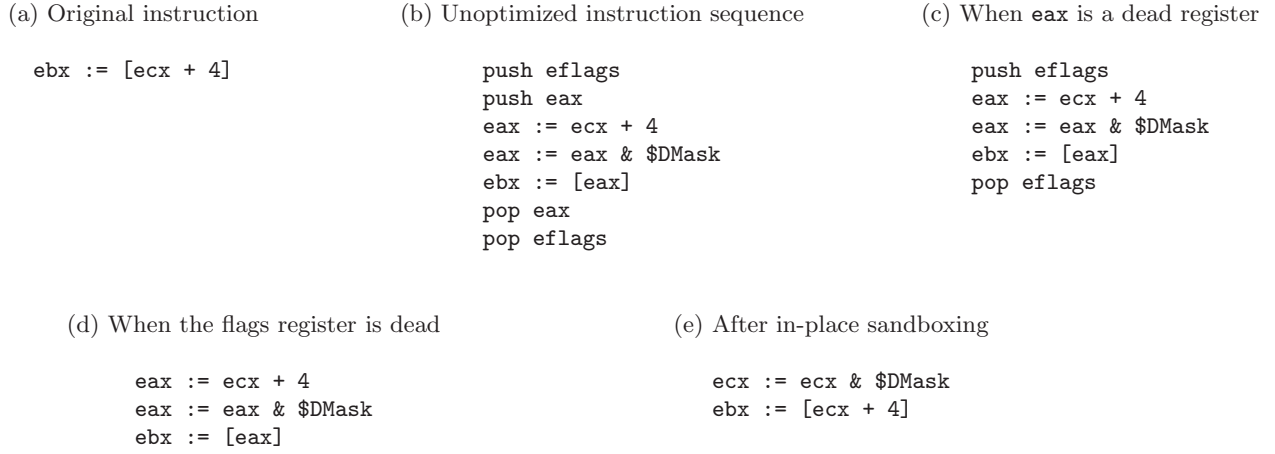 (a) Original instruction
ebx := [ecx + 4]
(b) Unoptimized instruction sequence
push eflags
push eax
eax := ecx + 4
eax := eax & $DMask
ebx := [eax]
pop eax
pop eflags
(c) When eax is a dead register
push eflags
eax := ecx + 4
eax := eax & $DMask
ebx := [eax]
pop eflags
(d) When the flags register is dead
eax := ecx + 4
eax := eax & $DMask
ebx := [eax]
(e) After in-place sandboxing
ecx := ecx & $DMask
ebx := [ecx + 4]